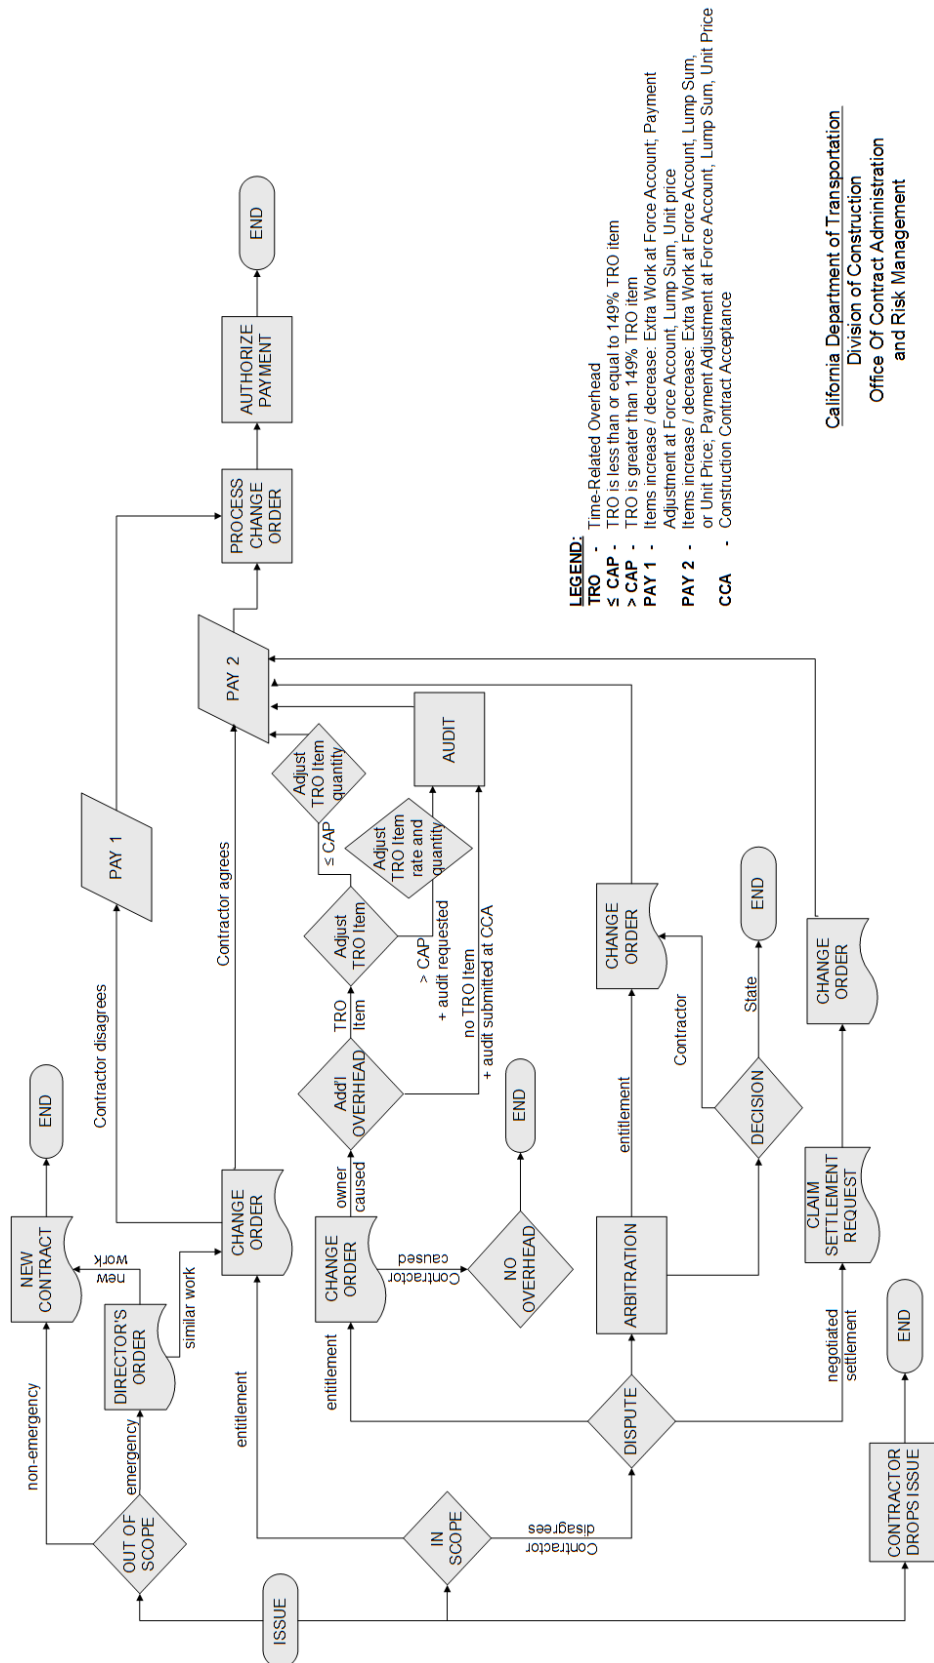 ISSUE
OUT OF
SCOPE
non-emergency
emergency
NEW
CONTRACT
END
DIRECTOR'S
ORDER
new
work
similar work
IN
SCOPE
entitlement
CHANGE
ORDER
Contractor disagrees
PAY 1
Contractor agrees
PAY 2
PROCESS
CHANGE
ORDER
AUTHORIZE
PAYMENT
END
Contractor
disagrees
DISPUTE
entitlement
CHANGE
ORDER
owner
caused
Add'l
OVERHEAD
TRO
Item
Adjust
TRO Item
≤ CAP
Adjust
TRO Item
quantity
> CAP
+ audit requested
Adjust
TRO Item
rate and
quantity
no TRO Item
+ audit submitted at CCA
AUDIT
Contractor
caused
NO
OVERHEAD
END
ARBITRATION
entitlement
CHANGE
ORDER
DECISION
Contractor
State
END
negotiated
settlement
CLAIM
SETTLEMENT
REQUEST
CHANGE
ORDER
CONTRACTOR
DROPS ISSUE
END
LEGEND:
TRO - Time-Related Overhead
≤ CAP - TRO is less than or equal to 149% TRO item
> CAP - TRO is greater than 149% TRO item
PAY 1 - Items increase / decrease: Extra Work at Force Account; Payment
Adjustment at Force Account, Lump Sum, Unit price
PAY 2 - Items increase / decrease: Extra Work at Force Account, Lump Sum,
or Unit Price; Payment Adjustment at Force Account, Lump Sum, Unit Price
CCA - Construction Contract Acceptance
California Department of Transportation
Division of Construction
Office Of Contract Administration
and Risk Management